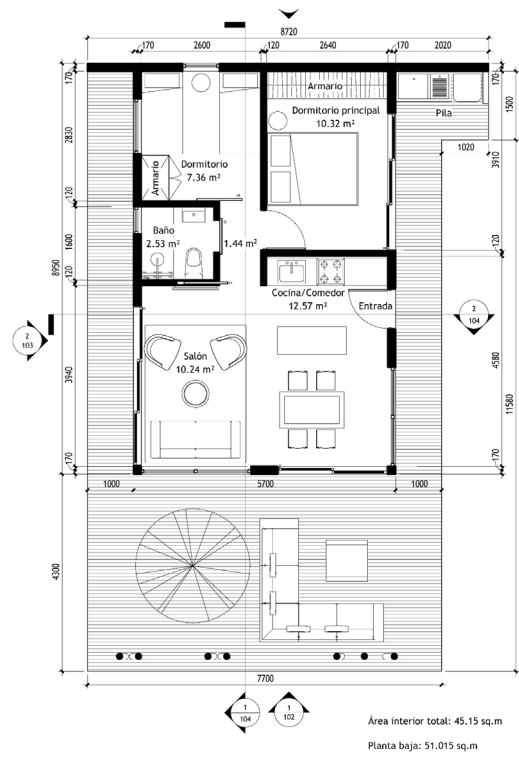 8720
170 2600 120 2640 170 2020
170
2830
120
1600
120
3940
170
8950
170
1500
1020
3910
120
4580
170
11580
Armario
Dormitorio principal
10.32 m²
Pila
Armario
Dormitorio
7.36 m²
Baño
2.53 m²
1.44 m²
Cocina/Comedor
12.57 m²
Entrada
2
103
2
104
Salón
10.24 m²
1000 5700 1000
4300
7700
1
104
1
102
Área interior total: 45.15 sq.m
Planta baja: 51.015 sq.m